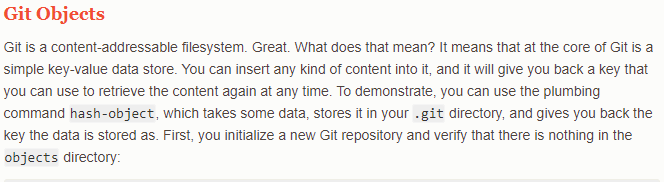 Git Objects
Git is a content-addressable filesystem. Great. What does that mean? It means that at the core of Git is a
simple key-value data store. You can insert any kind of content into it, and it will give you back a key that
you can use to retrieve the content again at any time. To demonstrate, you can use the plumbing
command hash-object, which takes some data, stores it in your .git directory, and gives you back the
key the data is stored as. First, you initialize a new Git repository and verify that there is nothing in the
objects directory: